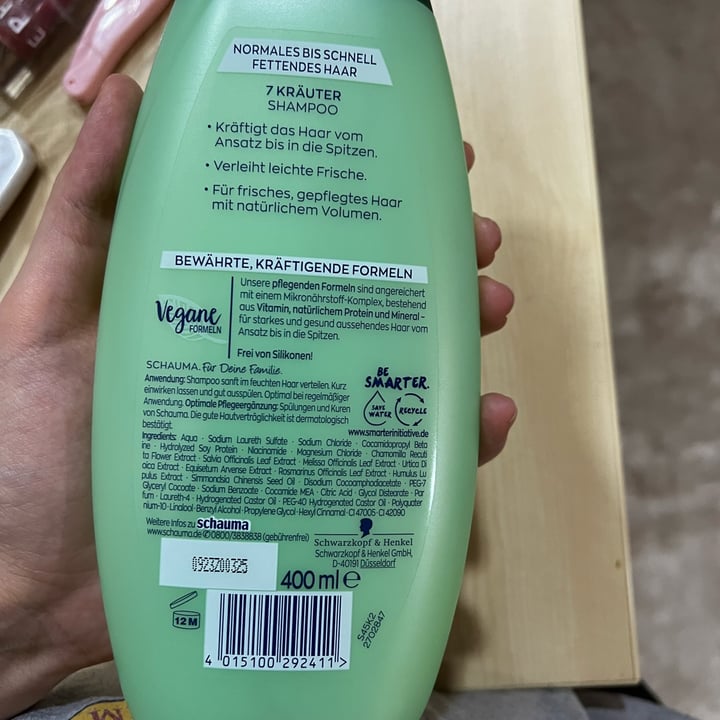 NORMALES BIS SCHNELL
FETTENDES HAAR
7 KRÄUTER
SHAMPOO
• Kräftigt das Haar vom
Ansatz bis in die Spitzen.
• Verleiht leichte Frische.
• Für frisches, gepflegtes Haar
mit natürlichem Volumen.
BEWÄHRTE, KRÄFTIGENDE FORMELN
Vegane
FORMELN
Unsere pflegenden Formeln sind angereichert
mit einem Mikronährstoff-Komplex, bestehend
aus Vitamin, natürlichem Protein und Mineral –
für starkes und gesund aussehendes Haar vom
Ansatz bis in die Spitzen.
Frei von Silikonen!
SCHAUMA. Für Deine Familie.
Anwendung: Shampoo sanft im feuchten Haar verteilen. Kurz
einwirken lassen und gut ausspülen. Optimal bei regelmäßiger
Anwendung. Optimale Pflegeergänzung: Spülungen und Kuren
von Schauma. Die gute Hautverträglichkeit ist dermatologisch
bestätigt.
BE
SMARTER.
SAVE
WATER
RECYCLE
www.smarterinitiative.de
Ingredients: Aqua · Sodium Laureth Sulfate · Sodium Chloride · Cocamidopropyl Beta
ine · Hydrolyzed Soy Protein · Niacinamide · Magnesium Chloride · Chamomilla Recuti
ta Flower Extract · Salvia Officinalis Leaf Extract · Melissa Officinalis Leaf Extract · Urtica Di
oica Extract · Equisetum Arvense Extract · Rosmarinus Officinalis Leaf Extract · Humulus Lu
pulus Extract · Simmondsia Chinensis Seed Oil · Disodium Cocoamphodiacetate · PEG-7
Glyceryl Cocoate · Sodium Benzoate · Cocamide MEA · Citric Acid · Glycol Distearate · Par
fum · Laureth-4 · Hydrogenated Castor Oil · PEG-40 Hydrogenated Castor Oil · Polyquater
nium-10 · Linalool · Benzyl Alcohol · Propylene Glycol · Hexyl Cinnamal · CI 47005 · CI 42090
Weitere Infos zu schauma
www.schauma.de ✆ 0800/3838838 (gebührenfrei)
Schwarzkopf & Henkel
Schwarzkopf & Henkel GmbH,
D-40191 Düsseldorf
0923Z00325
400 ml e
12 M
4 015100 292411 >
S45K2
2702847